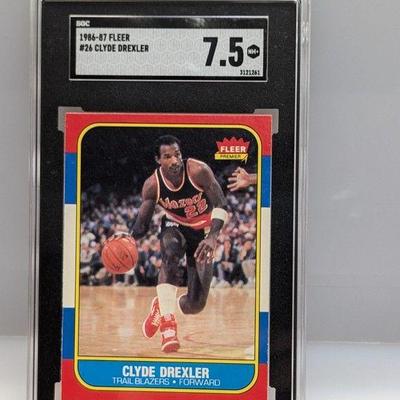 SGC
1986-87 FLEER
#26 CLYDE DREXLER
7.5
NM+
3121261
FLEER
PREMIER
Blazers
22
CLYDE DREXLER
TRAIL BLAZERS • FORWARD